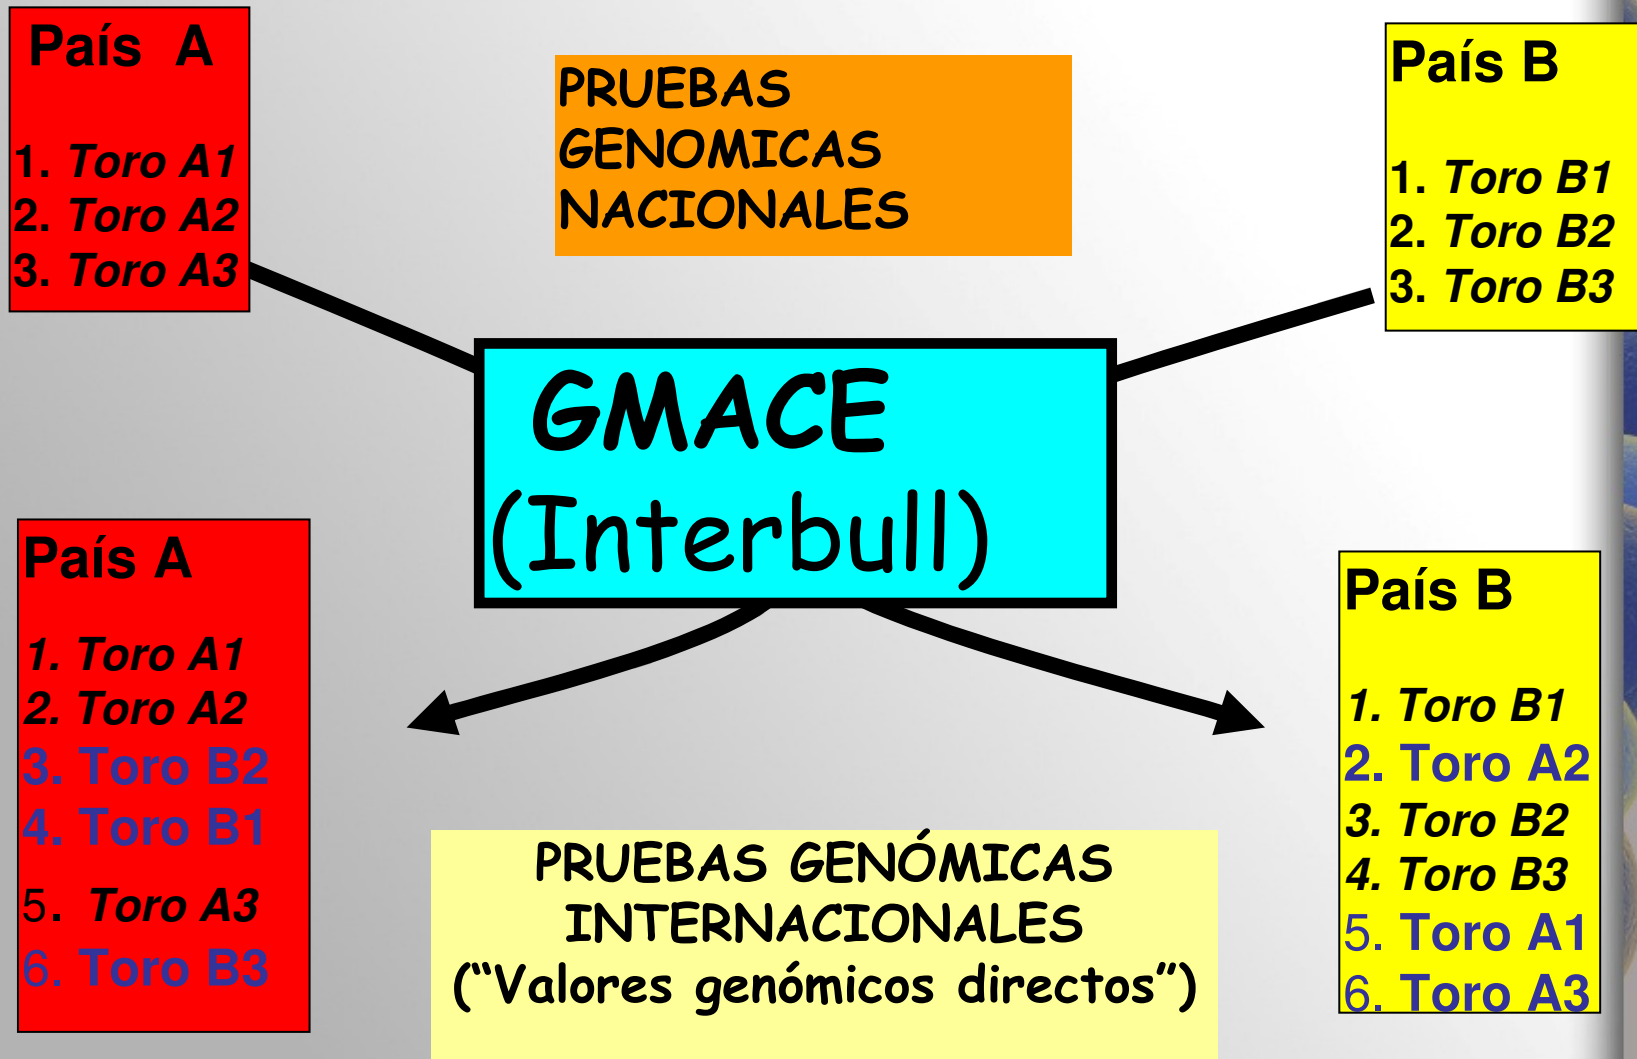 País A
1. Toro A1
2. Toro A2
3. Toro A3
PRUEBAS
GENOMICAS
NACIONALES
País B
1. Toro B1
2. Toro B2
3. Toro B3
GMACE
(Interbull)
País A
1. Toro A1
2. Toro A2
3. Toro B2
4. Toro B1
5. Toro A3
6. Toro B3
PRUEBAS GENÓMICAS
INTERNACIONALES
(“Valores genómicos directos”)
País B
1. Toro B1
2. Toro A2
3. Toro B2
4. Toro B3
5. Toro A1
6. Toro A3